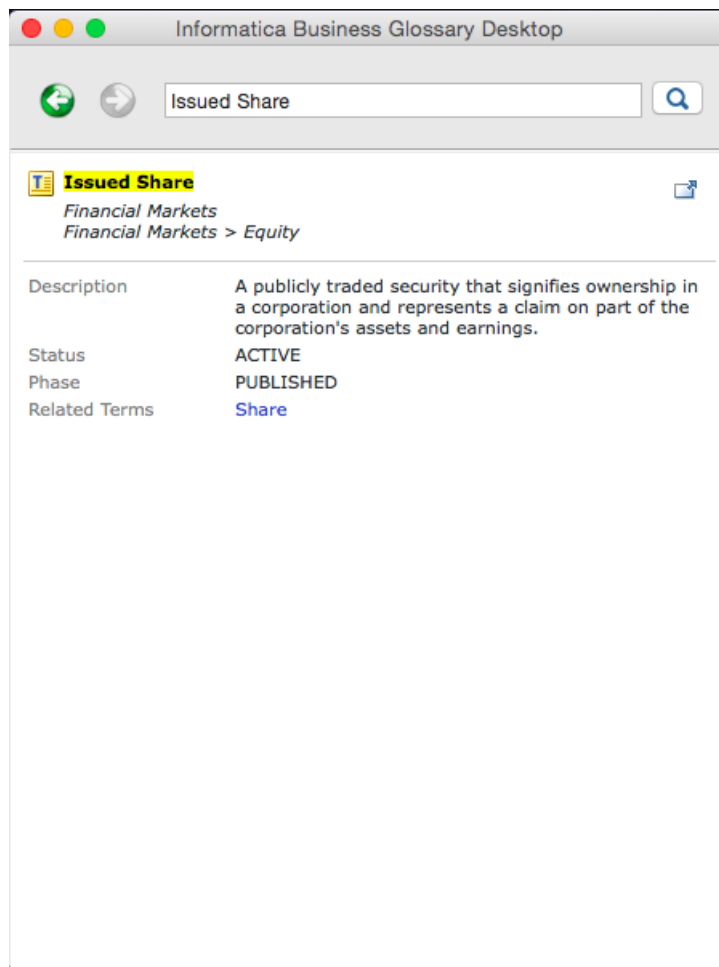 Informatica Business Glossary Desktop
Issued Share
Issued Share
Financial Markets
Financial Markets > Equity
Description A publicly traded security that signifies ownership in
a corporation and represents a claim on part of the
corporation's assets and earnings.
Status ACTIVE
Phase PUBLISHED
Related Terms Share